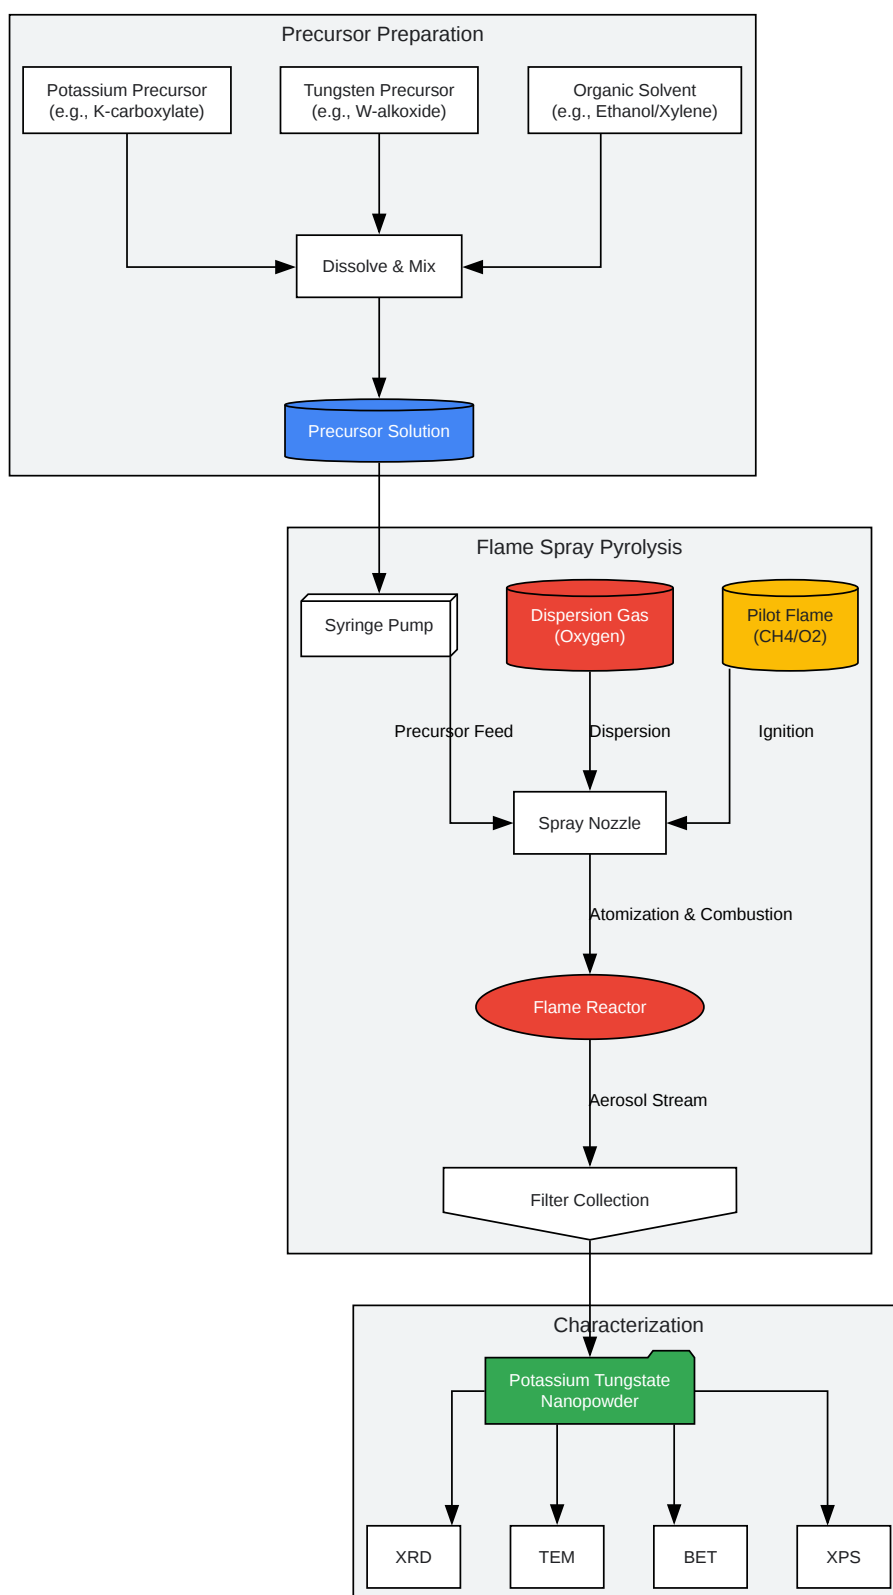 Precursor Preparation
Potassium Precursor
(e.g., K-carboxylate)
Tungsten Precursor
(e.g., W-alkoxide)
Organic Solvent
(e.g., Ethanol/Xylene)
Dissolve & Mix
Precursor Solution
Flame Spray Pyrolysis
Syringe Pump
Dispersion Gas
(Oxygen)
Pilot Flame
(CH4/O2)
Precursor Feed
Dispersion
Ignition
Spray Nozzle
Atomization & Combustion
Flame Reactor
Aerosol Stream
Filter Collection
Characterization
Potassium Tungstate
Nanopowder
XRD
TEM
BET
XPS